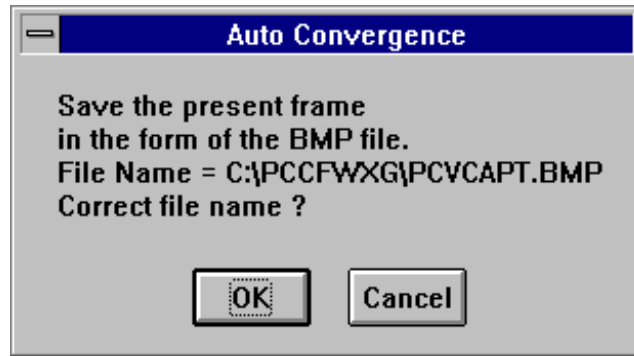 Auto Convergence
Save the present frame
in the form of the BMP file.
File Name = C:\PCCFWXG\PCVCAPT.BMP
Correct file name ?
OK Cancel